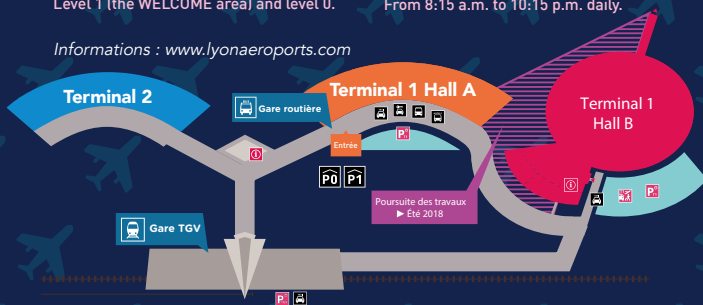 Level 1 (the WELCOME area) and level 0.
From 8:15 a.m. to 10:15 p.m. daily.
Informations : www.lyonaeroports.com
Terminal 2
Gare routière
Terminal 1 Hall A
Terminal 1
Hall B
Entrée
P0 P1
Poursuite des travaux
▶ Été 2018
Gare TGV